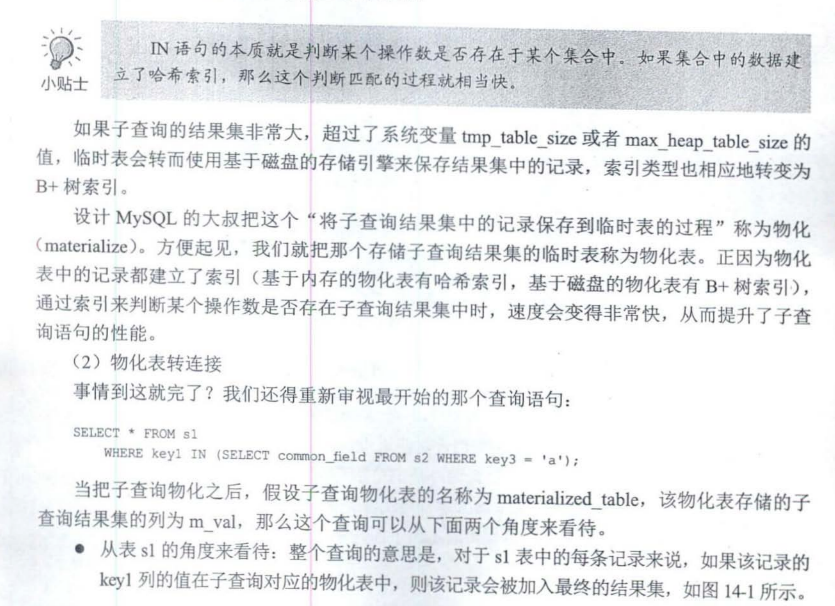 IN 语句的本质就是判断某个操作数是否存在于某个集合中。如果集合中的数据建
立了哈希索引，那么这个判断匹配的过程就相当快。
小贴士
如果子查询的结果集非常大，超过了系统变量 tmp_table_size 或者 max_heap_table_size 的
值，临时表会转而使用基于磁盘的存储引擎来保存结果集中的记录，索引类型也相应地转变为
B+ 树索引。
设计 MySQL 的大叔把这个“将子查询结果集中的记录保存到临时表的过程”称为物化
（materialize）。方便起见，我们就把那个存储子查询结果集的临时表称为物化表。正因为物化
表中的记录都建立了索引（基于内存的物化表有哈希索引，基于磁盘的物化表有 B+ 树索引），
通过索引来判断某个操作数是否存在子查询结果集中时，速度会变得非常快，从而提升了子查
询语句的性能。
（2）物化表转连接
事情到这就完了？我们还得重新审视最开始的那个查询语句：
SELECT * FROM s1
WHERE key1 IN (SELECT common_field FROM s2 WHERE key3 = 'a');
当把子查询物化之后，假设子查询物化表的名称为 materialized_table，该物化表存储的子
查询结果集的列为 m_val，那么这个查询可以从下面两个角度来看待。
● 从表 s1 的角度来看待：整个查询的意思是，对于 s1 表中的每条记录来说，如果该记录的
key1 列的值在子查询对应的物化表中，则该记录会被加入最终的结果集，如图 14-1 所示。